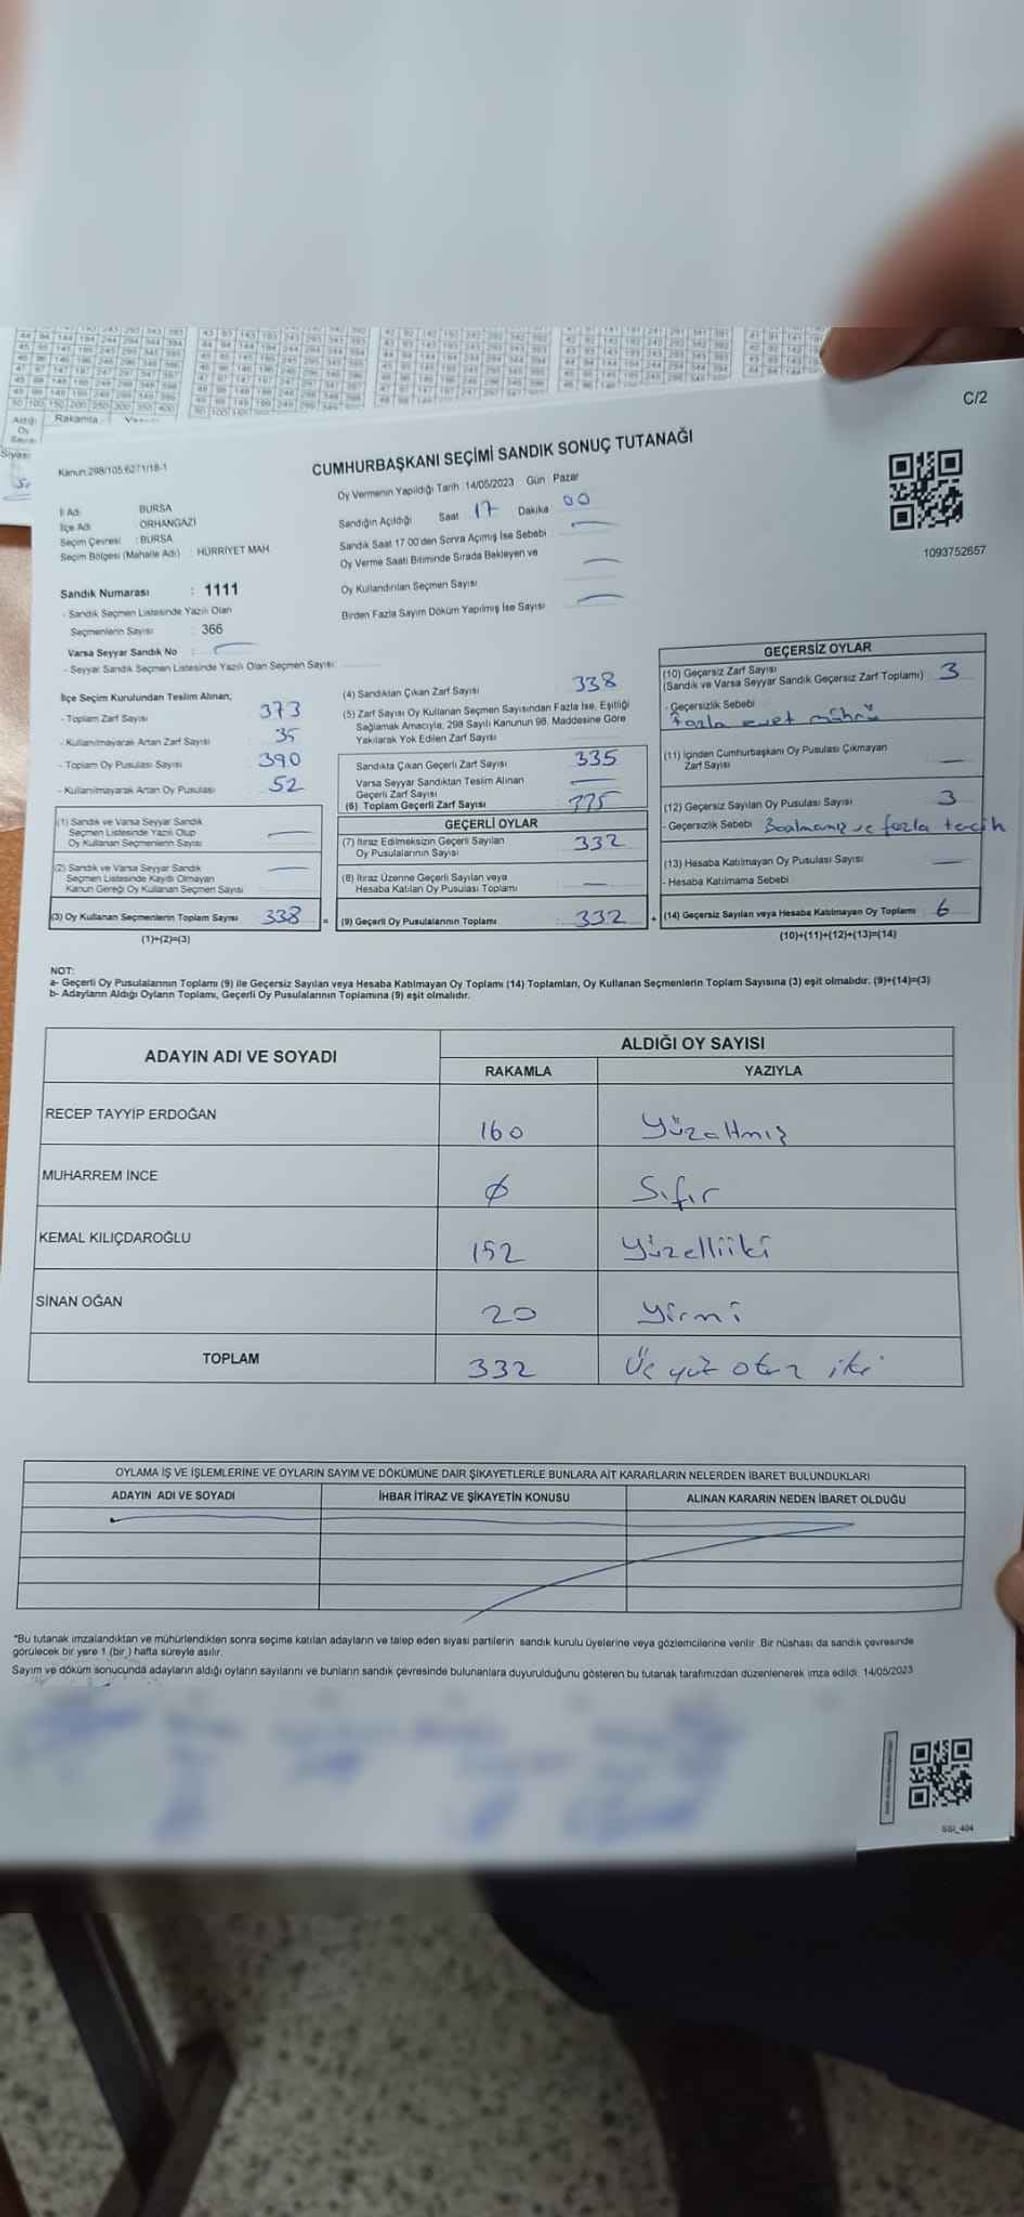 Rakamla
C/2
Kanun:298/105:6271/18-1
CUMHURBAŞKANI SEÇİMİ SANDIK SONUÇ TUTANAĞI
İl Adı BURSA
İlçe Adı ORHANGAZİ
Seçim Çevresi : BURSA
Seçim Bölgesi (Mahalle Adı) : HÜRRİYET MAH
Oy Vermenin Yapıldığı Tarih :14/05/2023 Gün Pazar
Sandığın Açıldığı Saat 17 Dakika 00
Sandık Saat 17:00'den Sonra Açımış İse Sebebi
Oy Verme Saati Bitiminde Sırada Bekleyen ve
Oy Kullandırılan Seçmen Sayısı
Birden Fazla Sayım Döküm Yapılmış İse Sayısı
1093752657
Sandık Numarası : 1111
- Sandık Seçmen Listesinde Yazılı Olan
Seçmenlerin Sayısı : 366
Varsa Seyyar Sandık No :
- Seyyar Sandık Seçmen Listesinde Yazılı Olan Seçmen Sayısı:
İlçe Seçim Kurulundan Teslim Alınan;
- Toplam Zarf Sayısı 373
- Kullanılmayarak Artan Zarf Sayısı 35
- Toplam Oy Pusulası Sayısı 390
- Kullanılmayarak Artan Oy Pusulası 52
(1) Sandık ve Varsa Seyyar Sandık
Seçmen Listesinde Yazılı Olup
Oy Kullanan Seçmenlerin Sayısı
(2) Sandık ve Varsa Seyyar Sandık
Seçmen Listesinde Kaydı Olmayan
Kanun Gereği Oy Kullanan Seçmen Sayısı
(3) Oy Kullanan Seçmenlerin Toplam Sayısı 338
(1)+(2)=(3)
(4) Sandıktan Çıkan Zarf Sayısı 338
(5) Zarf Sayısı Oy Kullanan Seçmen Sayısından Fazla İse, Eşitliği
Sağlamak Amacıyla, 298 Sayılı Kanunun 98. Maddesine Göre
Yakılarak Yok Edilen Zarf Sayısı
Sandıkta Çıkan Geçerli Zarf Sayısı 335
Varsa Seyyar Sandıktan Teslim Alınan
Geçerli Zarf Sayısı
(6) Toplam Geçerli Zarf Sayısı 335
GEÇERLİ OYLAR
(7) İtiraz Edilmeksizin Geçerli Sayılan
Oy Pusulalarının Sayısı 332
(8) İtiraz Üzerine Geçerli Sayılan veya
Hesaba Katılan Oy Pusulası Toplamı
= (9) Geçerli Oy Pusulalarının Toplamı 332
GEÇERSİZ OYLAR
(10) Geçersiz Zarf Sayısı
(Sandık ve Varsa Seyyar Sandık Geçersiz Zarf Toplamı) 3
- Geçersizlik Sebebi
fazla evet mührü
(11) İçinden Cumhurbaşkanı Oy Pusulası Çıkmayan
Zarf Sayısı
(12) Geçersiz Sayılan Oy Pusulası Sayısı 3
- Geçersizlik Sebebi ve fazla tercih
(13) Hesaba Katılmayan Oy Pusulası Sayısı
- Hesaba Katılmama Sebebi
+ (14) Geçersiz Sayılan veya Hesaba Katılmayan Oy Toplamı 6
(10)+(11)+(12)+(13)=(14)
NOT:
a- Geçerli Oy Pusulalarının Toplamı (9) ile Geçersiz Sayılan veya Hesaba Katılmayan Oy Toplamı (14) Toplamları, Oy Kullanan Seçmenlerin Toplam Sayısına (3) eşit olmalıdır. (9)+(14)=(3)
b- Adayların Aldığı Oyların Toplamı, Geçerli Oy Pusulalarının Toplamına (9) eşit olmalıdır.
ADAYIN ADI VE SOYADI ALDIĞI OY SAYISI
RAKAMLA YAZIYLA
RECEP TAYYİP ERDOĞAN 160 Yüzaltmış
MUHARREM İNCE 0 Sıfır
KEMAL KILIÇDAROĞLU 152 Yüzelliiki
SİNAN OĞAN 20 Yirmi
TOPLAM 332 Üç yüz otuz iki
OYLAMA İŞ VE İŞLEMLERİNE VE OYLARIN SAYIM VE DÖKÜMÜNE DAİR ŞİKAYETLERLE BUNLARA AİT KARARLARIN NELERDEN İBARET BULUNDUKLARI
ADAYIN ADI VE SOYADI İHBAR İTİRAZ VE ŞİKAYETİN KONUSU ALINAN KARARIN NEDEN İBARET OLDUĞU
*Bu tutanak imzalandıktan ve mühürlendikten sonra seçime katılan adayların ve talep eden siyasi partilerin sandık kurulu üyelerine veya gözlemcilerine verilir. Bir nüshası da sandık çevresinde
görülecek bir yere 1 (bir ) hafta süreyle asılır.
Sayım ve döküm sonucunda adayların aldığı oyların sayılarını ve bunların sandık çevresinde bulunanlara duyurulduğunu gösteren bu tutanak tarafımızdan düzenlenerek imza edildi. 14/05/2023
SSI_404